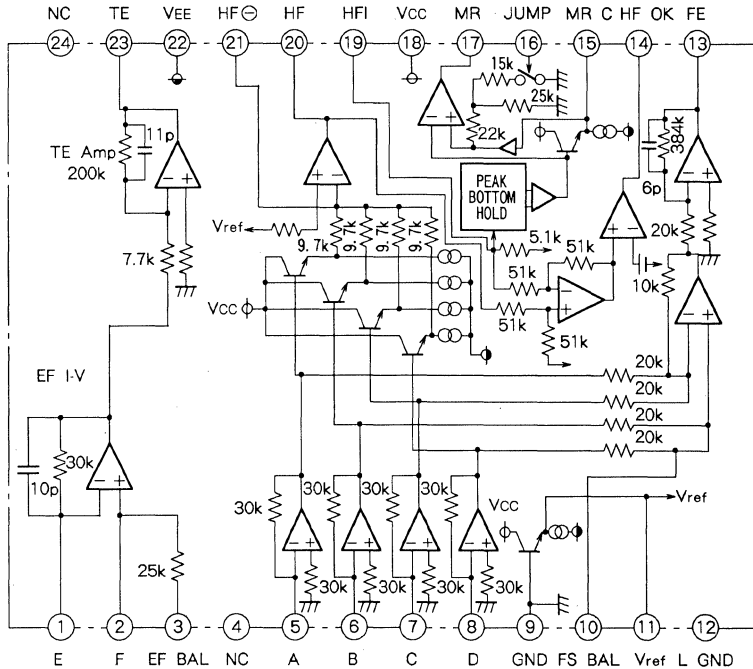 NC TE VEE HF⊖ HF HFI VCC MR JUMP MR C HF OK FE
24 23 22 21 20 19 18 17 16 15 14 13
15k
25k
22k
11p
TE Amp
200k
384k
6p
PEAK
BOTTOM
HOLD
Vref
9.7k 9.7k 9.7k 9.7k
5.1k
20k
7.7k
51k
51k
10k
VCC
51k
51k
20k
20k
20k
20k
EF I-V
30k
10p
30k 30k 30k 30k
VCC
Vref
25k
30k 30k 30k 30k
1 2 3 4 5 6 7 8 9 10 11 12
E F EF BAL NC A B C D GND FS BAL Vref L GND